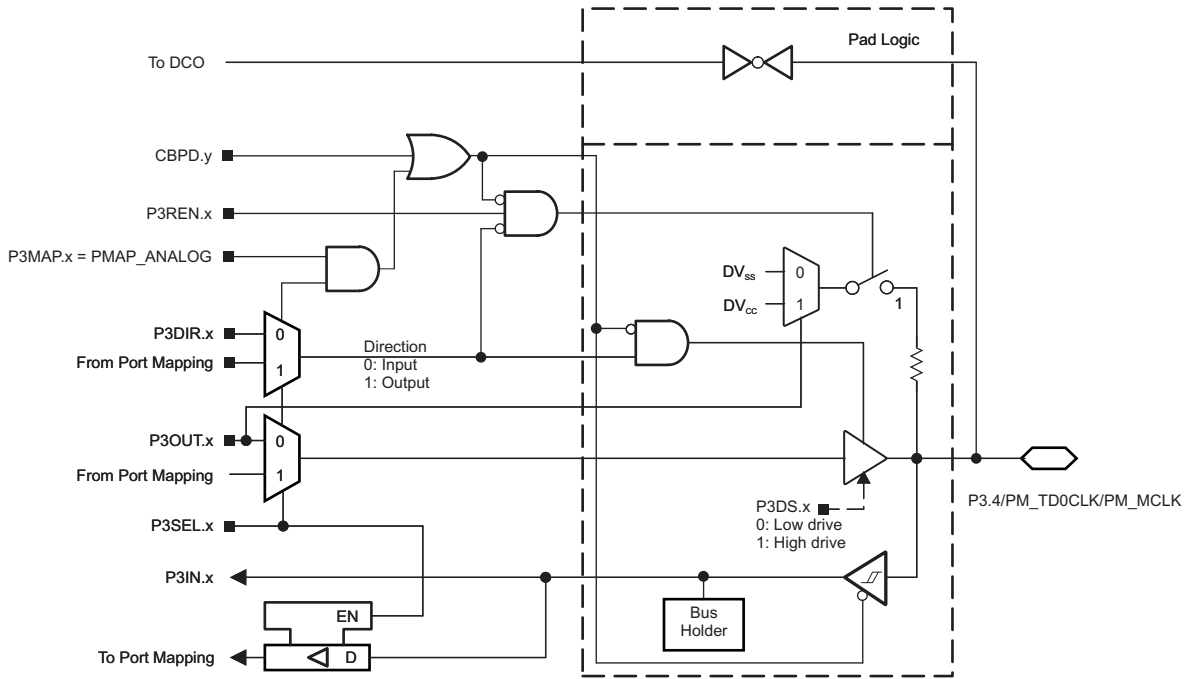 Pad Logic
To DCO
CBPD.y
P3REN.x
P3MAP.x = PMAP_ANALOG
DVss
0
DVcc
1
1
P3DIR.x
0
From Port Mapping
1
Direction
0: Input
1: Output
P3OUT.x
0
From Port Mapping
1
P3SEL.x
P3DS.x
0: Low drive
1: High drive
P3.4/PM_TD0CLK/PM_MCLK
P3IN.x
EN
Bus
Holder
To Port Mapping
D